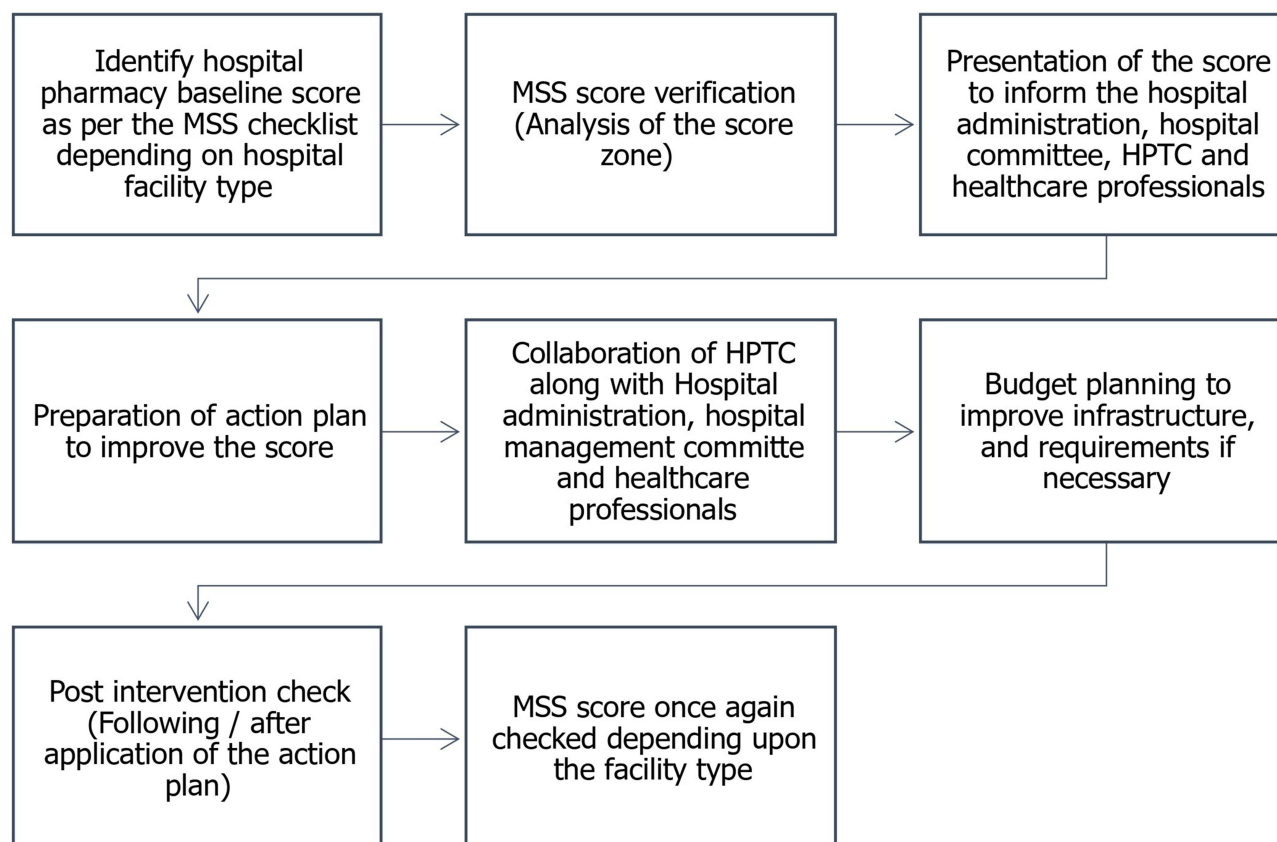 Identify hospital
pharmacy baseline score
as per the MSS checklist
depending on hospital
facility type
MSS score verification
(Analysis of the score
zone)
Presentation of the score
to inform the hospital
administration, hospital
committee, HPTC and
healthcare professionals
Preparation of action plan
to improve the score
Collaboration of HPTC
along with Hospital
administration, hospital
management committe
and healthcare
professionals
Budget planning to
improve infrastructure,
and requirements if
necessary
Post intervention check
(Following / after
application of the action
plan)
MSS score once again
checked depending upon
the facility type